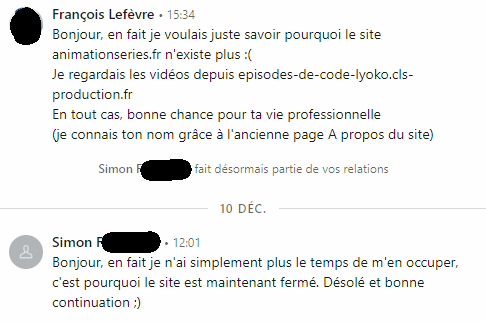 François Lefèvre • 15:34
Bonjour, en fait je voulais juste savoir pourquoi le site
animationseries.fr n'existe plus :(
Je regardais les vidéos depuis episodes-de-code-lyoko.cls-
production.fr
En tout cas, bonne chance pour ta vie professionnelle
(je connais ton nom grâce à l'ancienne page A propos du site)
Simon fait désormais partie de vos relations
10 DÉC.
Simon • 12:01
Bonjour, en fait je n'ai simplement plus le temps de m'en occuper,
c'est pourquoi le site est maintenant fermé. Désolé et bonne
continuation ;)